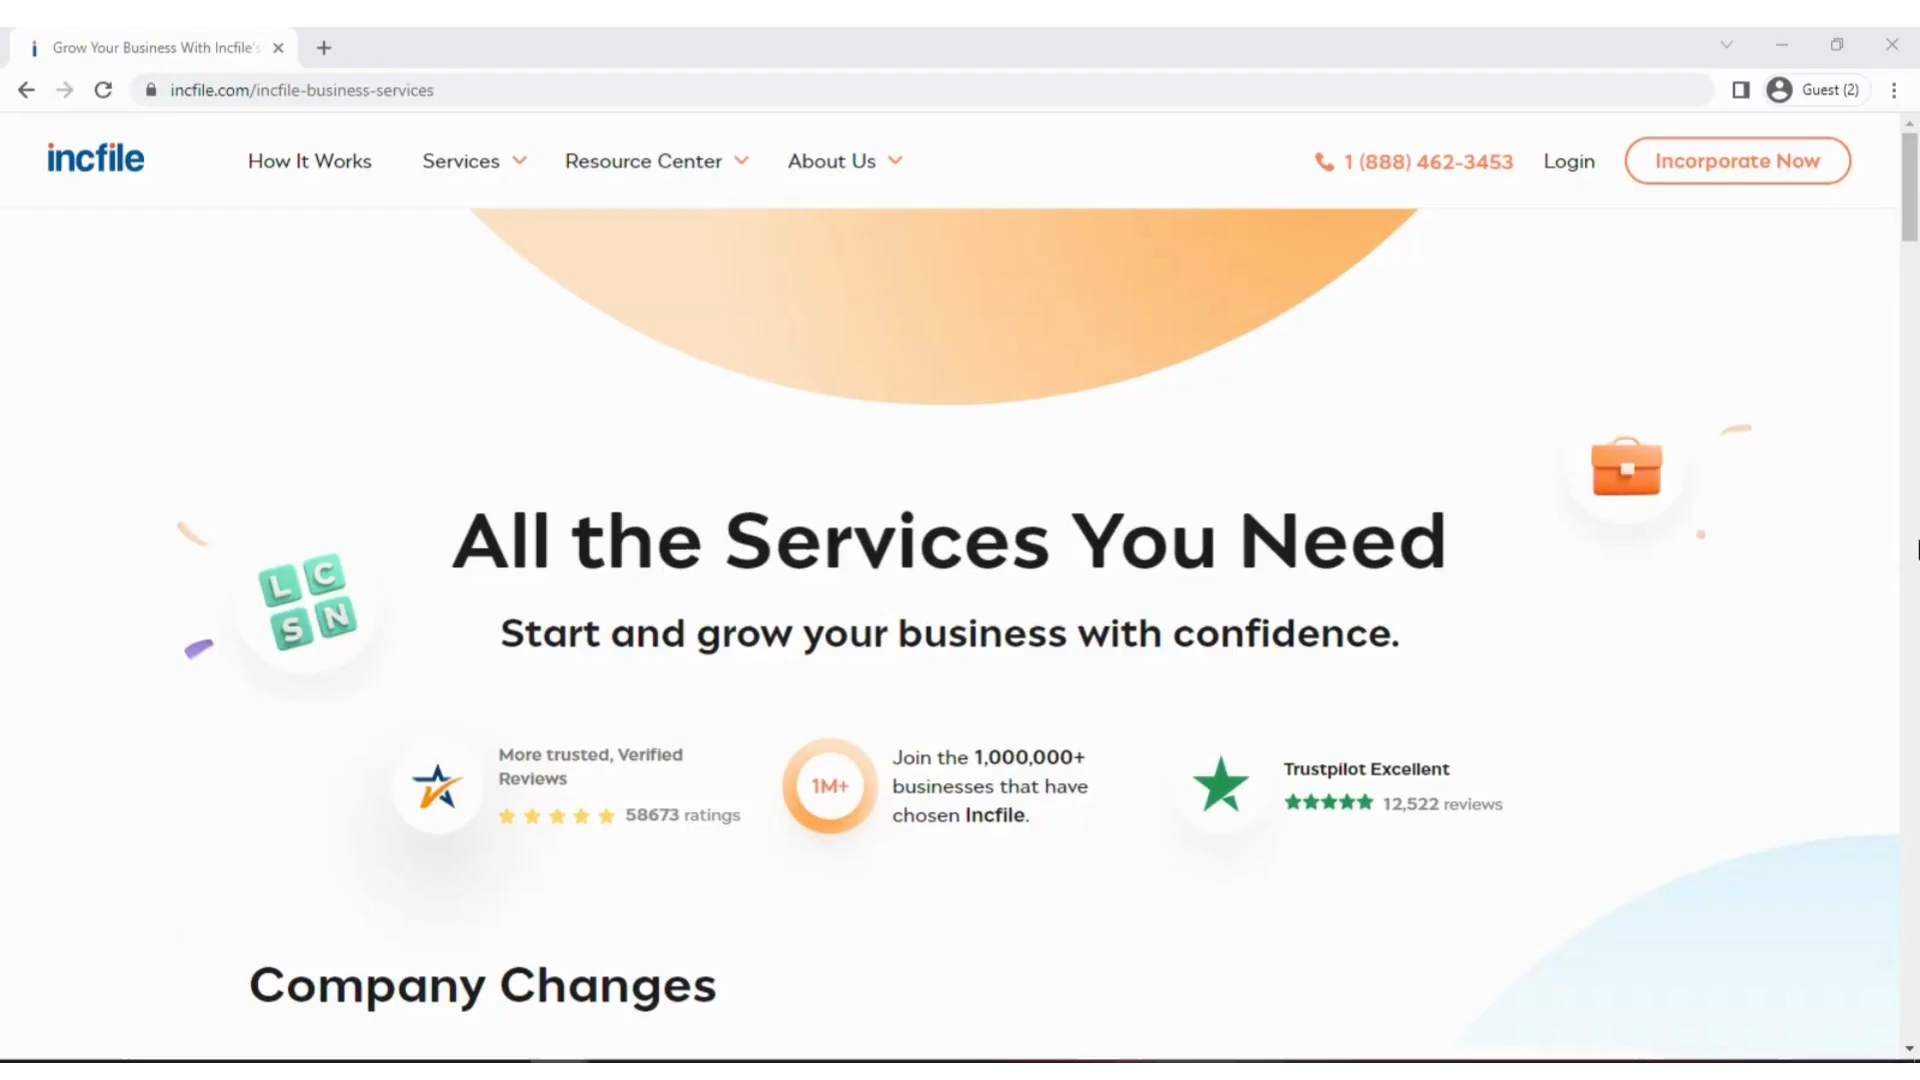 Grow Your Business With Incfile's
incfile.com/incfile-business-services
Guest (2)
incfile
How It Works
Services
Resource Center
About Us
1 (888) 462-3453
Login
Incorporate Now
All the Services You Need
Start and grow your business with confidence.
L C
S N
More trusted, Verified
Reviews
58673 ratings
1M+
Join the 1,000,000+
businesses that have
chosen Incfile.
Trustpilot Excellent
12,522 reviews
Company Changes